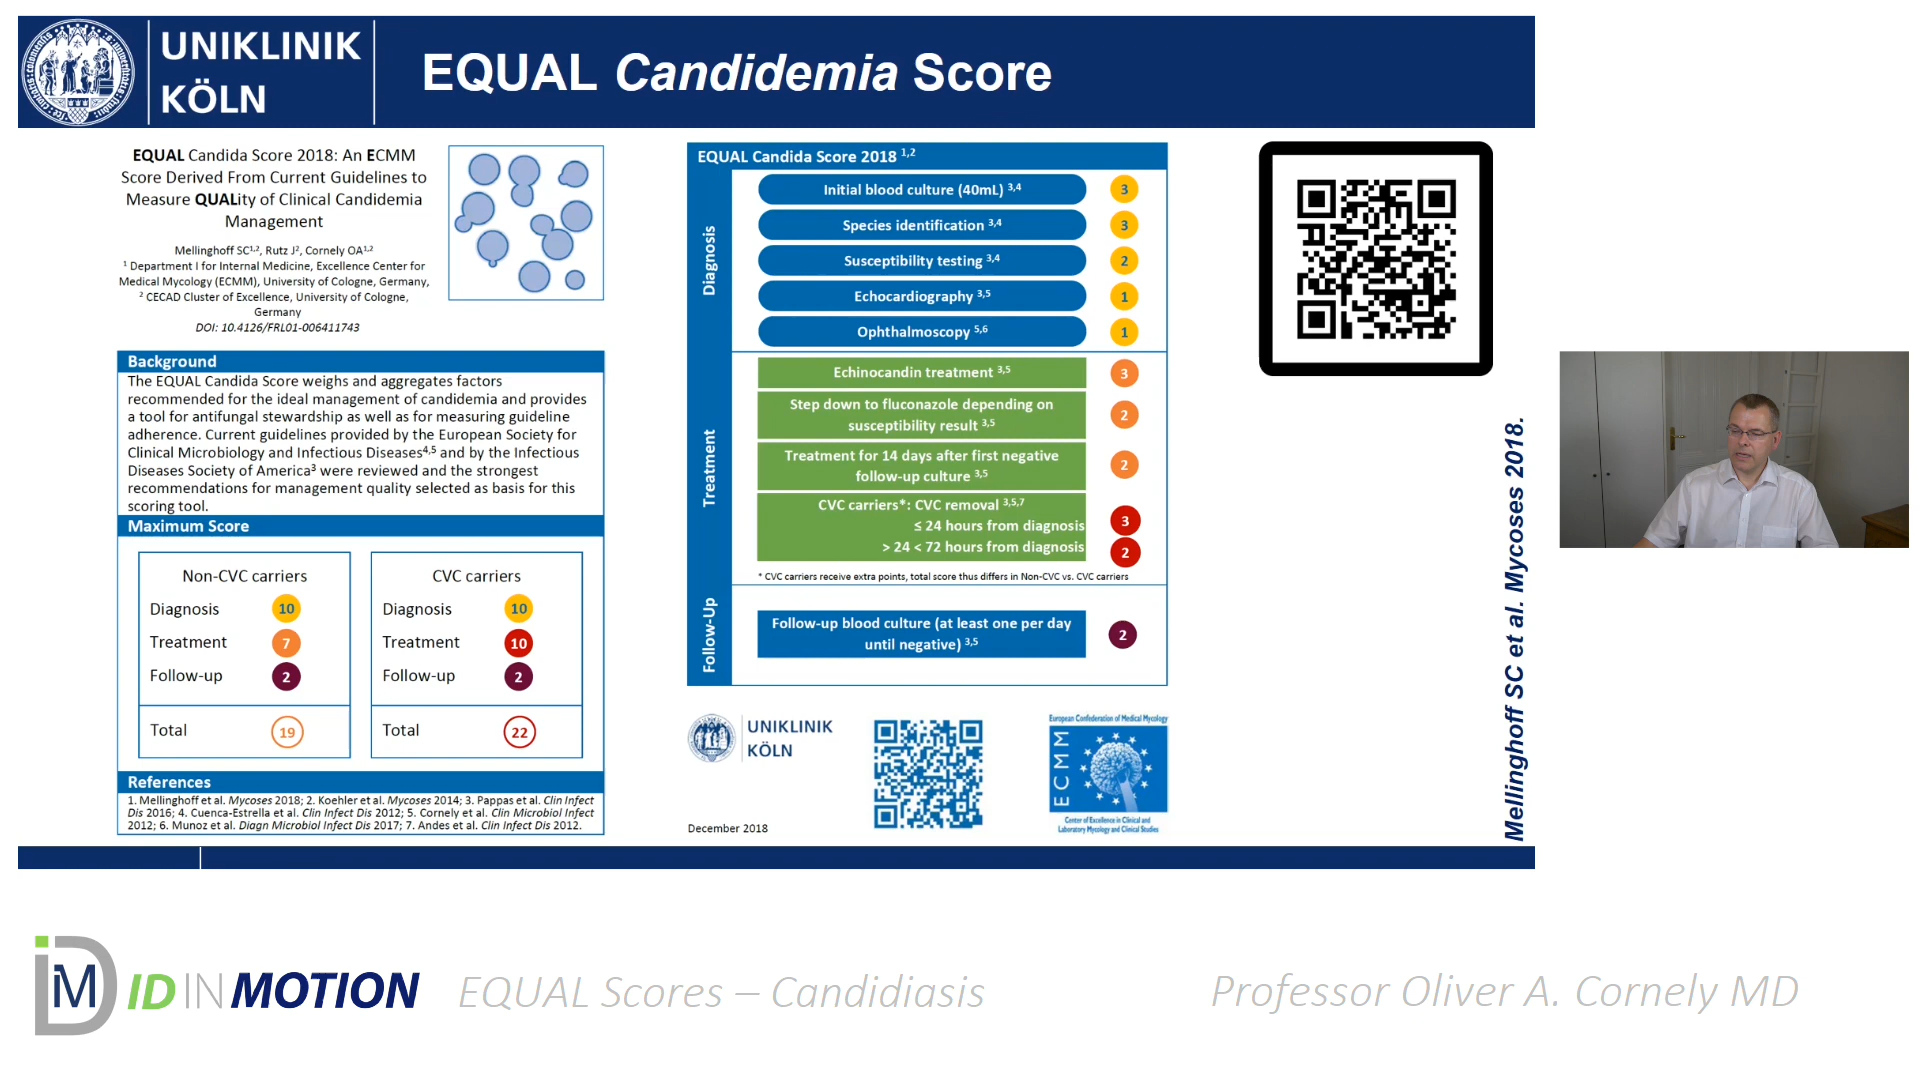 UNIKLINIK
KÖLN
EQUAL Candidemia Score
EQUAL Candida Score 2018: An ECMM
Score Derived From Current Guidelines to
Measure QUALity of Clinical Candidemia
Management
Mellinghoff SC1,2, Rutz J2, Cornely OA1,2
1 Department I for Internal Medicine, Excellence Center for
Medical Mycology (ECMM), University of Cologne, Germany,
2 CECAD Cluster of Excellence, University of Cologne,
Germany
DOI: 10.4126/FRL01-006411743
Background
The EQUAL Candida Score weighs and aggregates factors
recommended for the ideal management of candidemia and provides
a tool for antifungal stewardship as well as for measuring guideline
adherence. Current guidelines provided by the European Society for
Clinical Microbiology and Infectious Diseases4,5 and by the Infectious
Diseases Society of America3 were reviewed and the strongest
recommendations for management quality selected as basis for this
scoring tool.
Maximum Score
Non-CVC carriers
Diagnosis 10
Treatment 7
Follow-up 2
Total 19
CVC carriers
Diagnosis 10
Treatment 10
Follow-up 2
Total 22
References
1. Mellinghoff et al. Mycoses 2018; 2. Koehler et al. Mycoses 2014; 3. Pappas et al. Clin Infect
Dis 2016; 4. Cuenca-Estrella et al. Clin Infect Dis 2012; 5. Cornely et al. Clin Microbiol Infect
2012; 6. Munoz et al. Diagn Microbiol Infect Dis 2017; 7. Andes et al. Clin Infect Dis 2012.
EQUAL Candida Score 2018 1,2
Diagnosis
Initial blood culture (40mL) 3,4 3
Species identification 3,4 3
Susceptibility testing 3,4 2
Echocardiography 3,5 1
Ophthalmoscopy 5,6 1
Treatment
Echinocandin treatment 3,5 3
Step down to fluconazole depending on
susceptibility result 3,5 2
Treatment for 14 days after first negative
follow-up culture 3,5 2
CVC carriers*: CVC removal 3,5,7
≤ 24 hours from diagnosis 3
> 24 < 72 hours from diagnosis 2
* CVC carriers receive extra points, total score thus differs in Non-CVC vs. CVC carriers
Follow-Up
Follow-up blood culture (at least one per day
until negative) 3,5 2
UNIKLINIK
KÖLN
December 2018
European Confederation of Medical Mycology
ECMM
Center of Excellence in Clinical and
Laboratory Mycology and Clinical Studies
Mellinghoff SC et al. Mycoses 2018.
iDM
ID IN MOTION
EQUAL Scores – Candidiasis
Professor Oliver A. Cornely MD